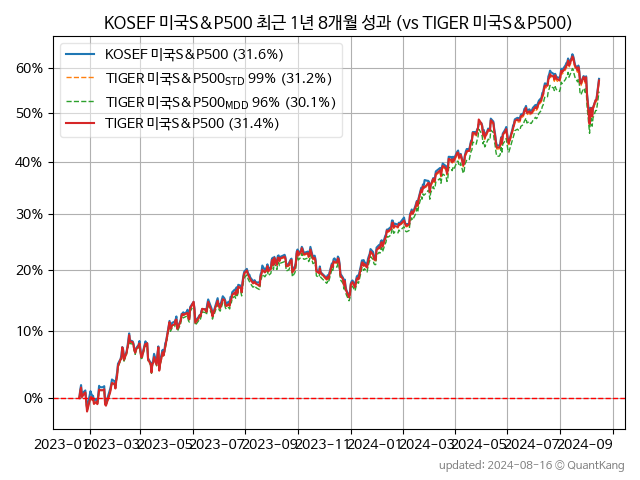 KOSEF 미국S&P500 최근 1년 8개월 성과 (vs TIGER 미국S&P500)
KOSEF 미국S&P500 (31.6%)
TIGER 미국S&P500STD 99% (31.2%)
TIGER 미국S&P500MDD 96% (30.1%)
TIGER 미국S&P500 (31.4%)
60%
50%
40%
30%
20%
10%
0%
2023-01 2023-03 2023-05 2023-07 2023-09 2023-11 2024-01 2024-03 2024-05 2024-07 2024-09
updated: 2024-08-16 © QuantKang